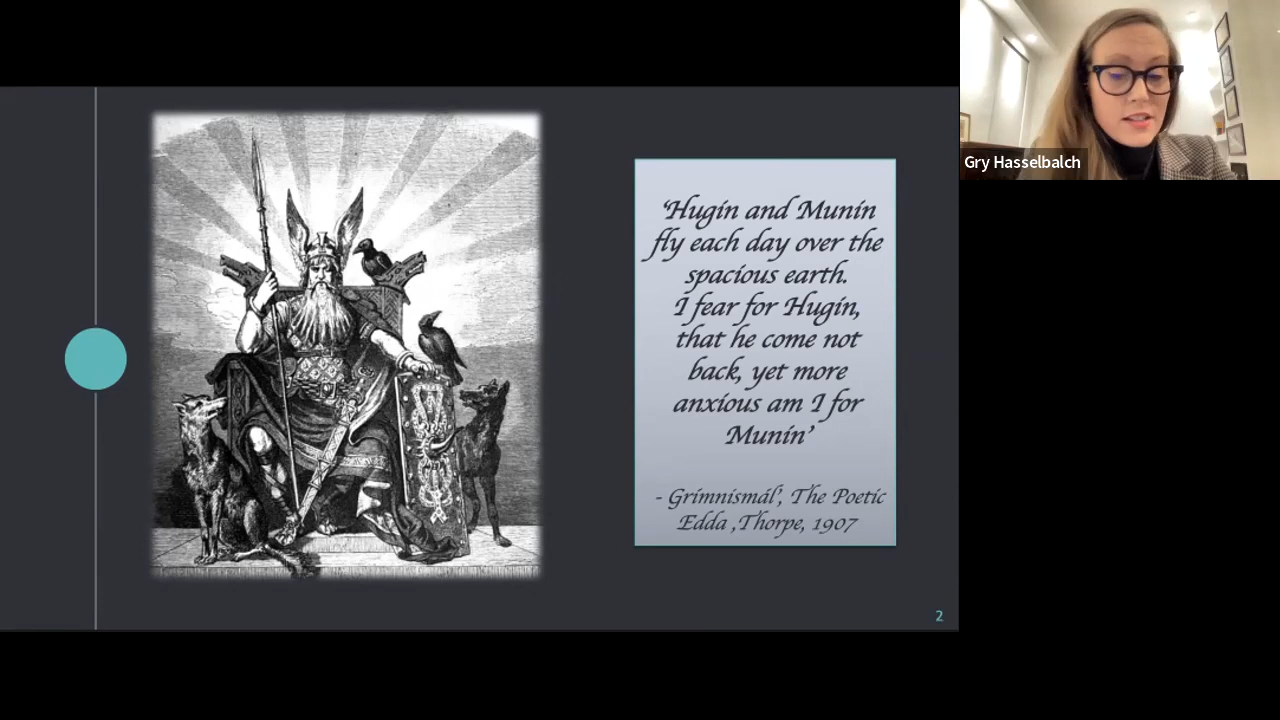 ‘Hugin and Munin
fly each day over the
spacious earth.
I fear for Hugin,
that he come not
back, yet more
anxious am I for
Munin’
- Grímnismál’, The Poetic
Edda ,Thorpe, 1907
2
Gry Hasselbalch